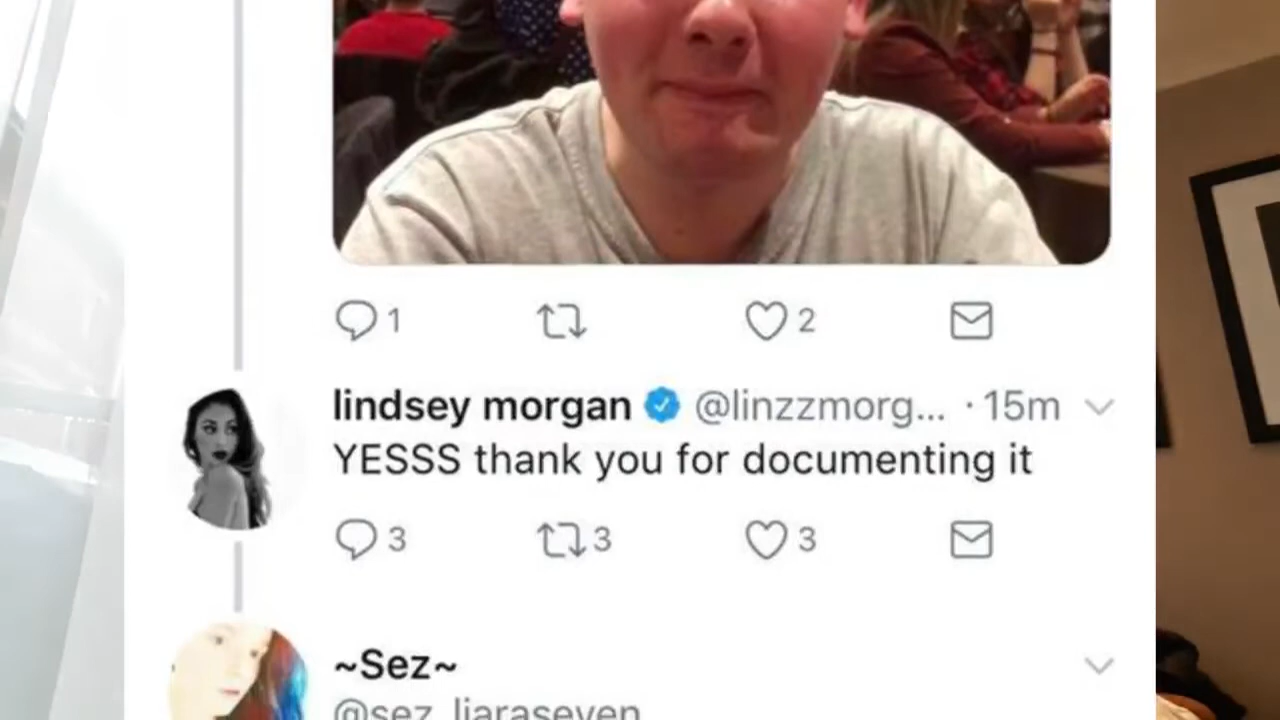 1 2
lindsey morgan @linzzmorg... · 15m
YESSS thank you for documenting it
3 3 3
~Sez~
@sez_liaraseven